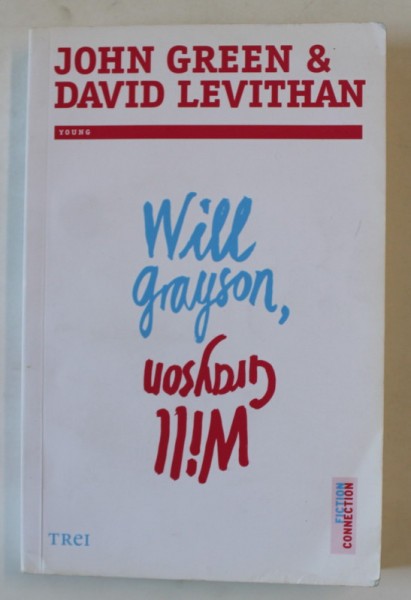 JOHN GREEN &
DAVID LEVITHAN
YOUNG
Will
grayson,
Will
Grayson
TREI
FICTION
CONNECTION